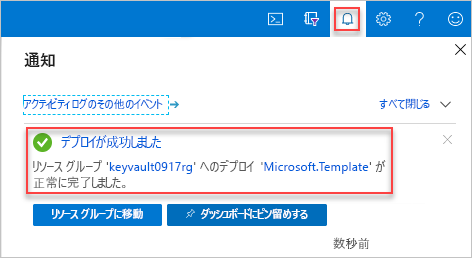 通知
アクティビティ ログのその他のイベント →
すべて閉じる
デプロイが成功しました
リソース グループ 'keyvault0917rg' へのデプロイ 'Microsoft.Template' が
正常に完了しました。
リソース グループに移動
ダッシュボードにピン留めする
数秒前